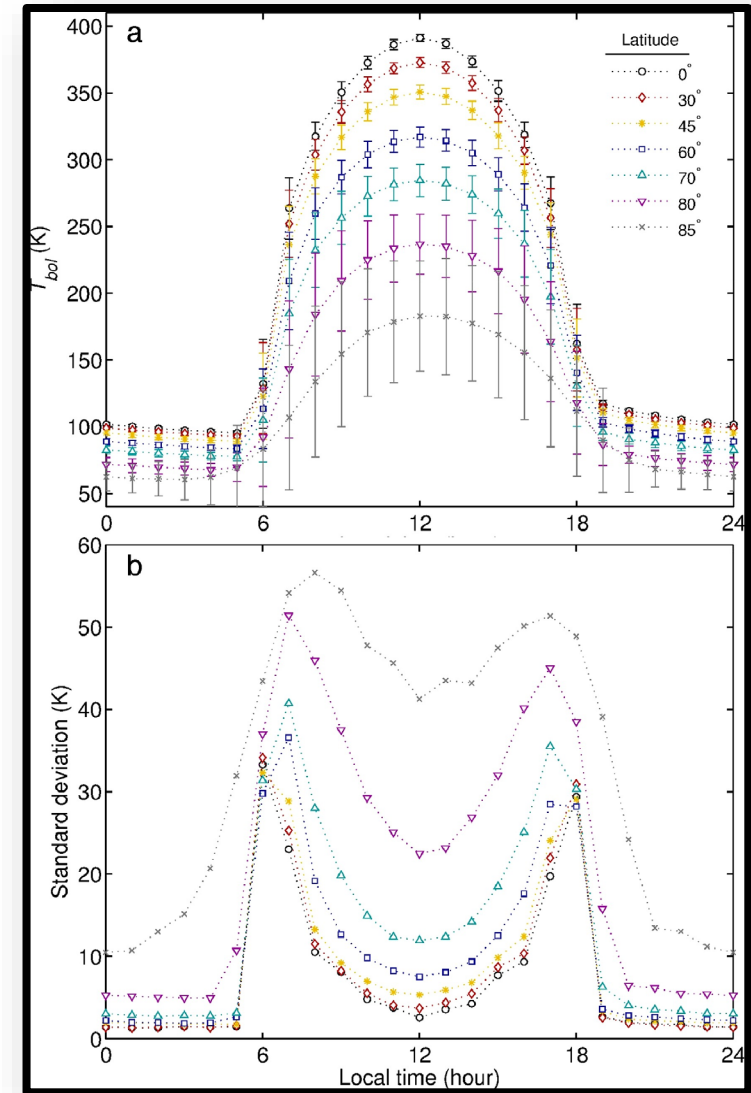 a
400
350
300
250
200
150
100
50
T_bol (K)
Latitude
0°
30°
45°
60°
70°
80°
85°
0 6 12 18 24
b
60
50
40
30
20
10
0
Standard deviation (K)
0 6 12 18 24
Local time (hour)